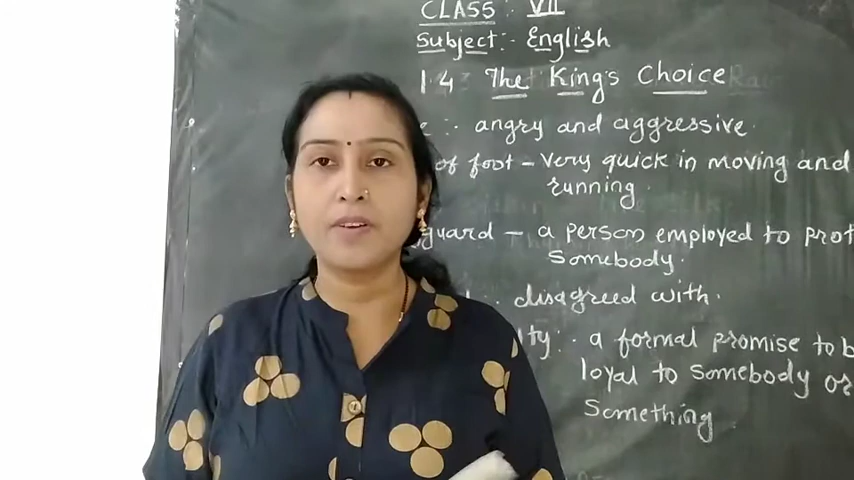 CLASS :- VII
Subject :- English
1.4 The King's Choice
:- angry and aggressive.
of foot - very quick in moving and
running.
guard - a person employed to
somebody.
disagreed with.
:- a formal promise to
loyal to somebody or
something.